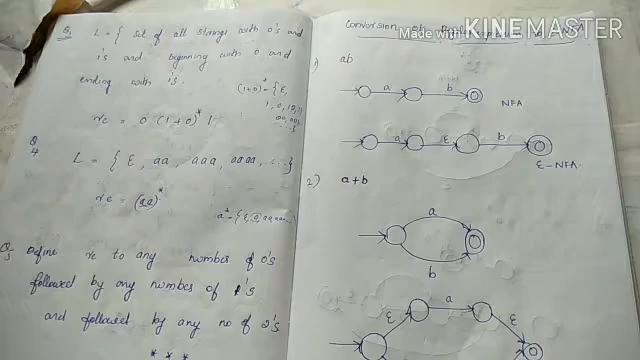 Q3 L = { set of all strings with 0's and
1's and beginning with 0 and
ending with 1's.
(1+0)* = {ε,
1, 0, 10, 11
00, 001
...}
re = 0 (1+0)* 1
Q4
L = { ε, aa, aaa, aaaa, ... }
re = (aa)*
a* = {ε, a, aa, aaa...
Q5 Define re to any number of 0's
followed by any number of 1's
and followed by any no of 2's
* * *
Conversion of
Made with KINEMASTER
1) ab
a b
NFA
a ε b
ε-NFA
2) a+b
a
b
ε a ε